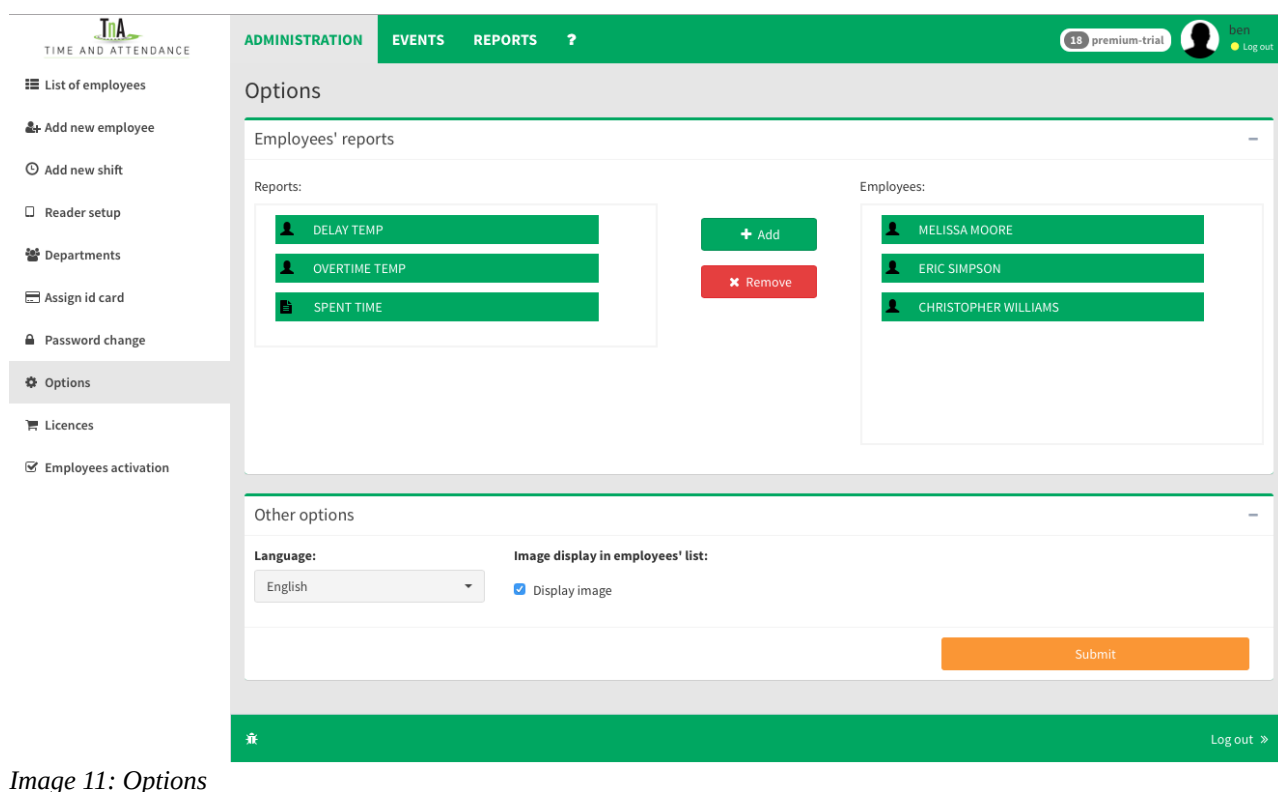 TnA
TIME AND ATTENDANCE
ADMINISTRATION EVENTS REPORTS ?
18 premium-trial
ben
Log out
List of employees
Add new employee
Add new shift
Reader setup
Departments
Assign id card
Password change
Options
Licences
Employees activation
Options
Employees' reports
Reports:
DELAY TEMP
OVERTIME TEMP
SPENT TIME
+ Add
Remove
Employees:
MELISSA MOORE
ERIC SIMPSON
CHRISTOPHER WILLIAMS
Other options
Language:
English
Image display in employees' list:
Display image
Submit
Log out »
Image 11: Options